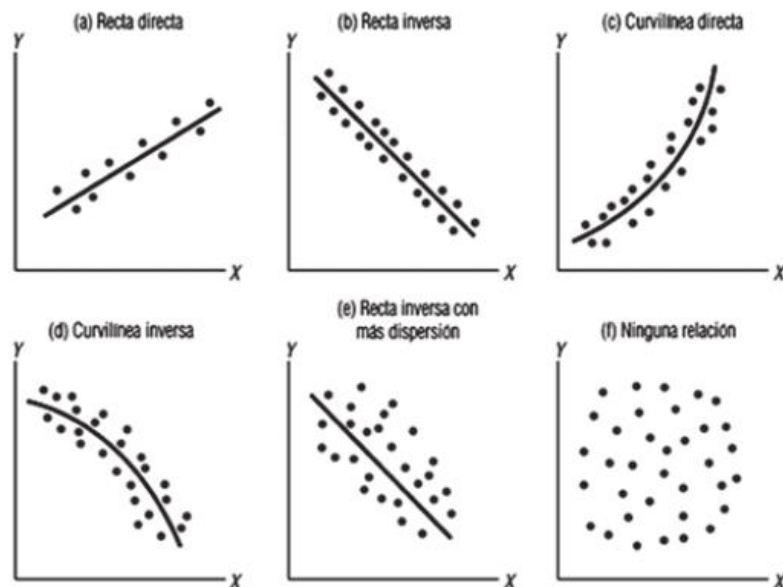 (a) Recta directa
Y
X
(b) Recta inversa
Y
X
(c) Curvilínea directa
Y
X
(d) Curvilínea inversa
Y
X
(e) Recta inversa con
más dispersión
Y
X
(f) Ninguna relación
Y
X